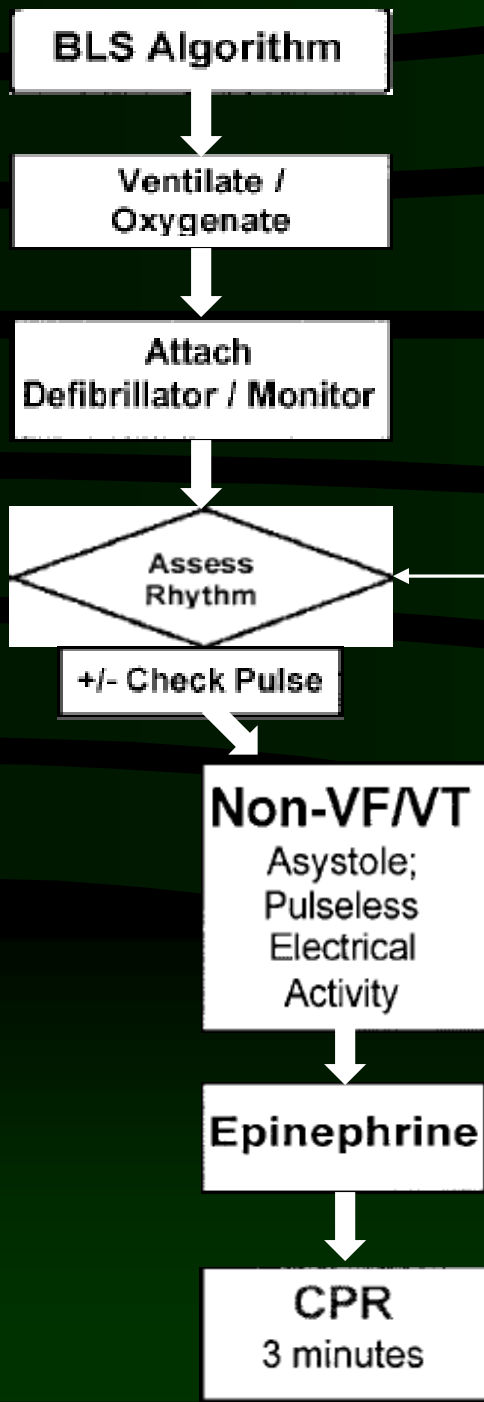 BLS Algorithm
Ventilate /
Oxygenate
Attach
Defibrillator / Monitor
Assess
Rhythm
+/- Check Pulse
Non-VF/VT
Asystole;
Pulseless
Electrical
Activity
Epinephrine
CPR
3 minutes